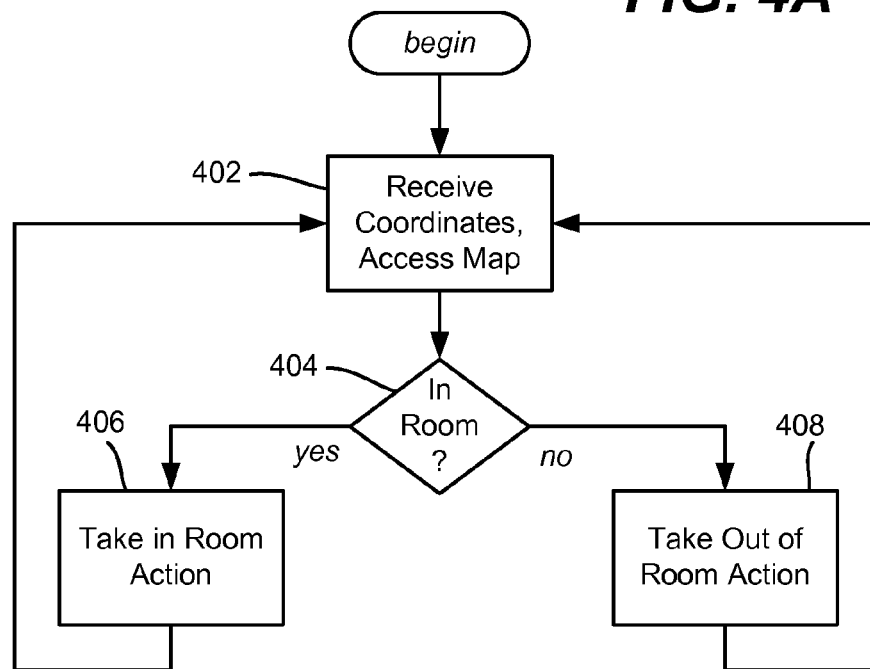 FIG. 4A
begin
402
Receive
Coordinates,
Access Map
404
In
Room
?
yes
no
406
Take in Room
Action
408
Take Out of
Room Action